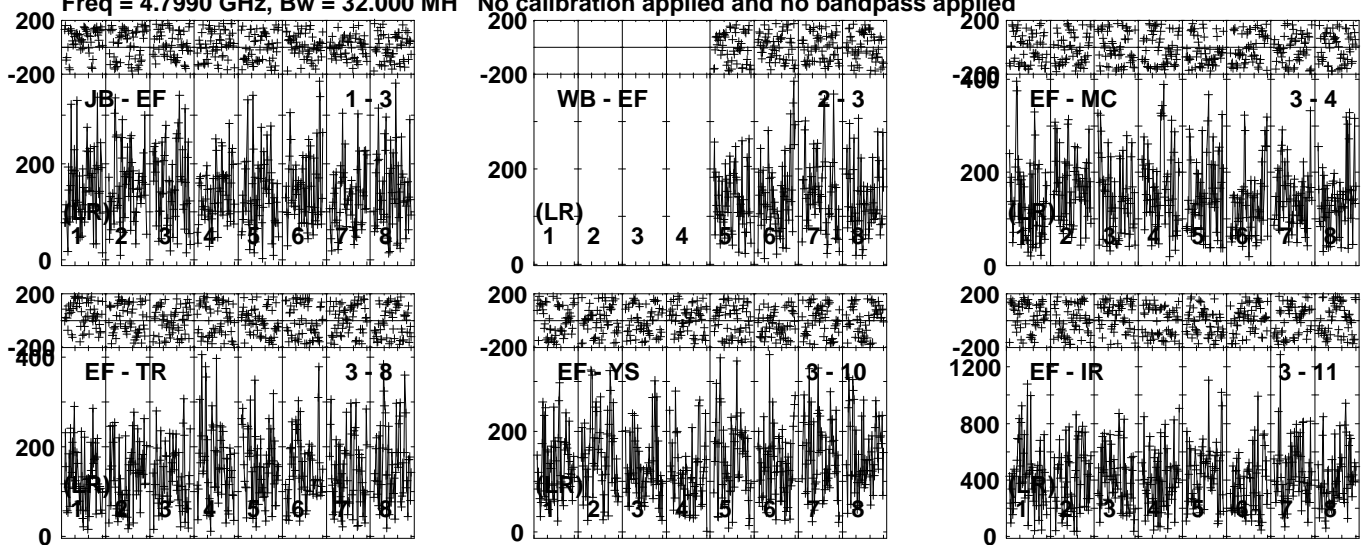 Freq = 4.7990 GHz, Bw = 32.000 MH No calibration applied and no bandpass applied
200
-200
JB - EF 1 - 3
200
(LR)
1 2 3 4 5 6 7 8
0
200
-200
WB - EF 2 - 3
200
(LR)
1 2 3 4 5 6 7 8
0
200
-200
400
EF - MC 3 - 4
200
(LR)
1 2 3 4 5 6 7 8
0
200
-200
400
EF - TR 3 - 8
200
(LR)
1 2 3 4 5 6 7 8
0
200
-200
EF - YS 3 - 10
200
(LR)
1 2 3 4 5 6 7 8
0
200
-200
1200
EF - IR 3 - 11
800
400
(LR)
1 2 3 4 5 6 7 8
0